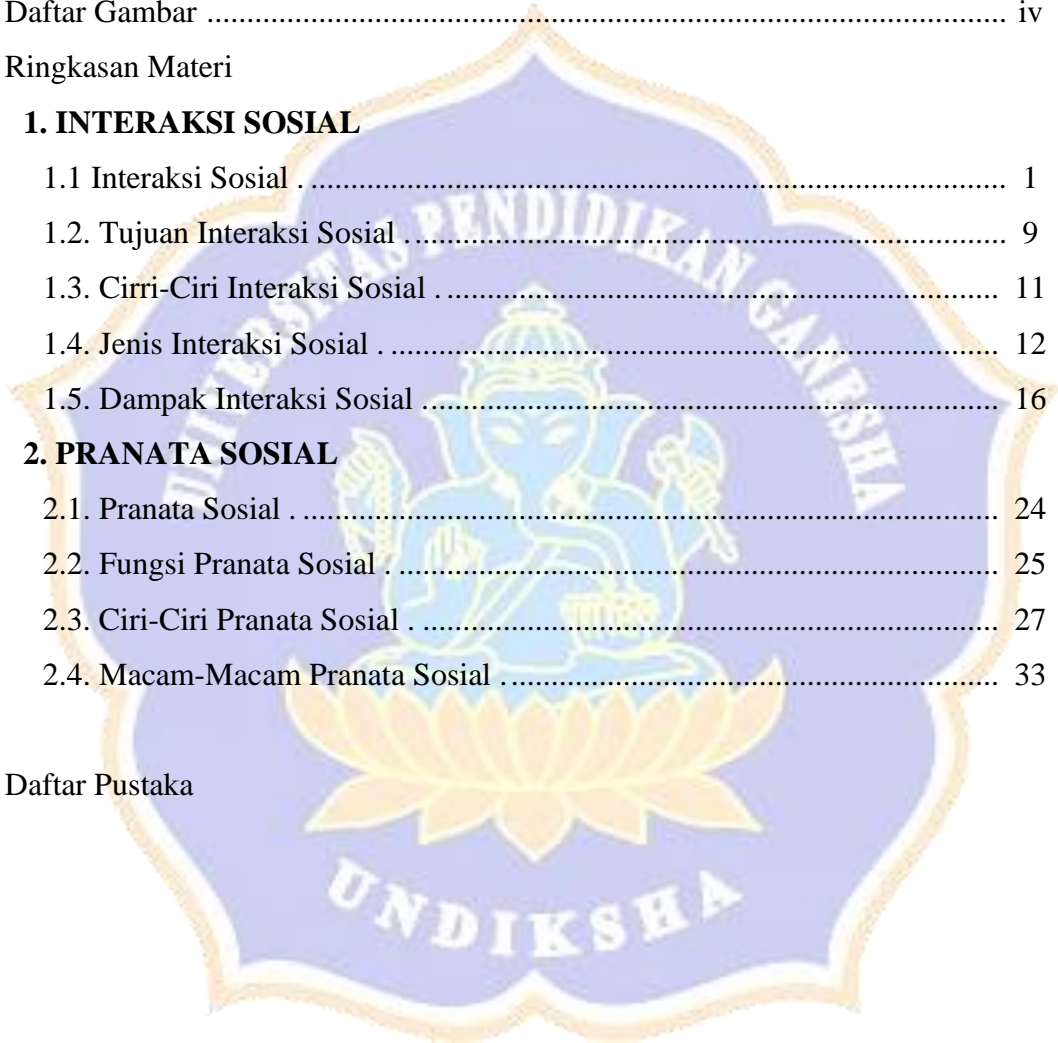 Daftar Gambar .................................................................................................... iv
Ringkasan Materi
1. INTERAKSI SOSIAL
1.1 Interaksi Sosial . ....................................................................................... 1
1.2. Tujuan Interaksi Sosial . .......................................................................... 9
1.3. Cirri-Ciri Interaksi Sosial . ..................................................................... 11
1.4. Jenis Interaksi Sosial . ............................................................................ 12
1.5. Dampak Interaksi Sosial ........................................................................ 16
2. PRANATA SOSIAL
2.1. Pranata Sosial . ....................................................................................... 24
2.2. Fungsi Pranata Sosial . ........................................................................... 25
2.3. Ciri-Ciri Pranata Sosial . ........................................................................ 27
2.4. Macam-Macam Pranata Sosial . ............................................................. 33
Daftar Pustaka
UNIVERSITAS PENDIDIKAN GANESHA
UNDIKSHA